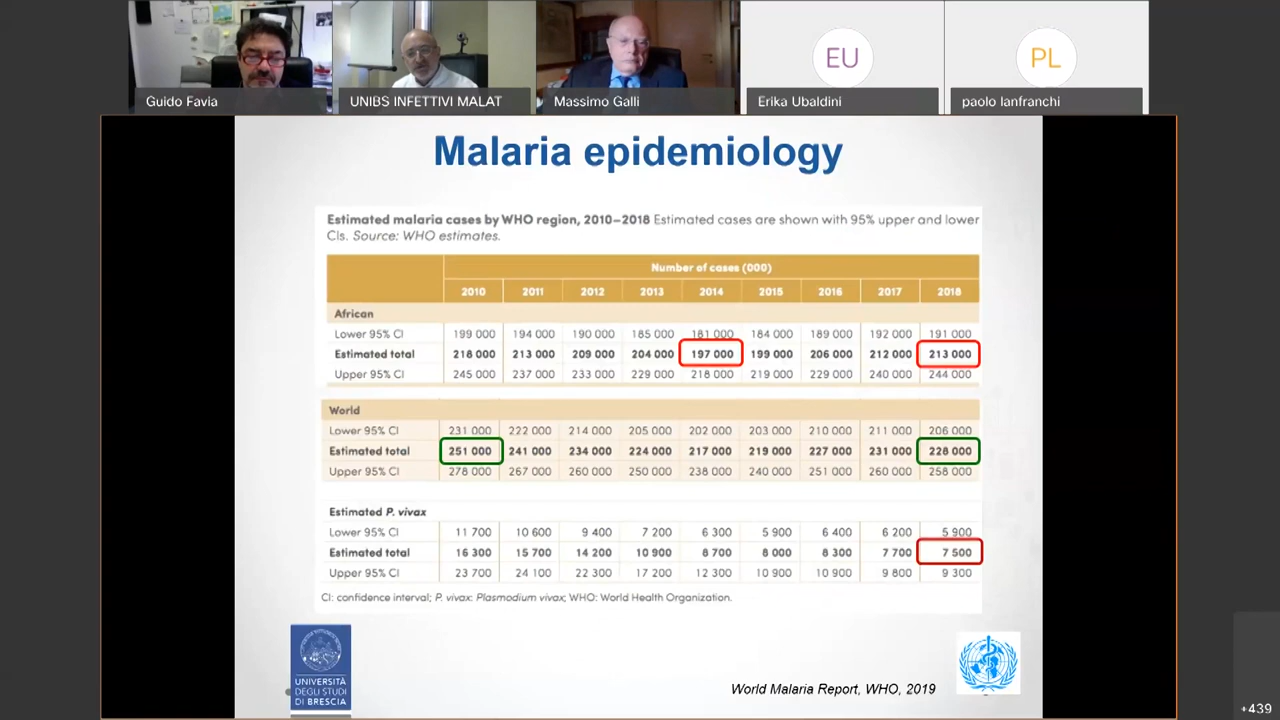 EU
PL
Guido Favia
UNIBS INFETTIVI MALAT
Massimo Galli
Erika Ubaldini
paolo lanfranchi
Malaria epidemiology
Estimated malaria cases by WHO region, 2010–2018 Estimated cases are shown with 95% upper and lower
CIs. Source: WHO estimates.
Number of cases (000)
2010 2011 2012 2013 2014 2015 2016 2017 2018
African
Lower 95% CI 199 000 194 000 190 000 185 000 181 000 184 000 189 000 192 000 191 000
Estimated total 218 000 213 000 209 000 204 000 197 000 199 000 206 000 212 000 213 000
Upper 95% CI 245 000 237 000 233 000 229 000 218 000 219 000 229 000 240 000 244 000
World
Lower 95% CI 231 000 222 000 214 000 205 000 202 000 203 000 210 000 211 000 206 000
Estimated total 251 000 241 000 234 000 224 000 217 000 219 000 227 000 231 000 228 000
Upper 95% CI 278 000 267 000 260 000 250 000 238 000 240 000 251 000 260 000 258 000
Estimated P. vivax
Lower 95% CI 11 700 10 600 9 400 7 200 6 300 5 900 6 400 6 200 5 900
Estimated total 16 300 15 700 14 200 10 900 8 700 8 000 8 300 7 700 7 500
Upper 95% CI 23 700 24 100 22 300 17 200 12 300 10 900 10 900 9 800 9 300
CI: confidence interval; P. vivax: Plasmodium vivax; WHO: World Health Organization.
UNIVERSITÀ
DEGLI STUDI
DI BRESCIA
World Malaria Report, WHO, 2019
+439